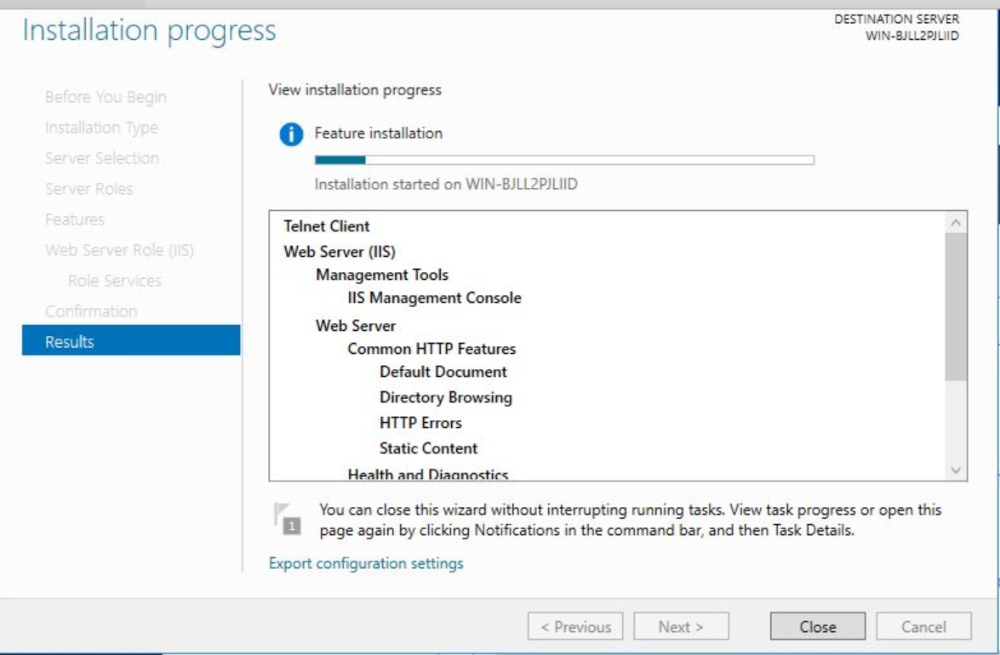 Installation progress
DESTINATION SERVER
WIN-BJLL2PJLIID
Before You Begin
Installation Type
Server Selection
Server Roles
Features
Web Server Role (IIS)
Role Services
Confirmation
Results
View installation progress
Feature installation
Installation started on WIN-BJLL2PJLIID
Telnet Client
Web Server (IIS)
Management Tools
IIS Management Console
Web Server
Common HTTP Features
Default Document
Directory Browsing
HTTP Errors
Static Content
Health and Diagnostics
1
You can close this wizard without interrupting running tasks. View task progress or open this
page again by clicking Notifications in the command bar, and then Task Details.
Export configuration settings
< Previous
Next >
Close
Cancel